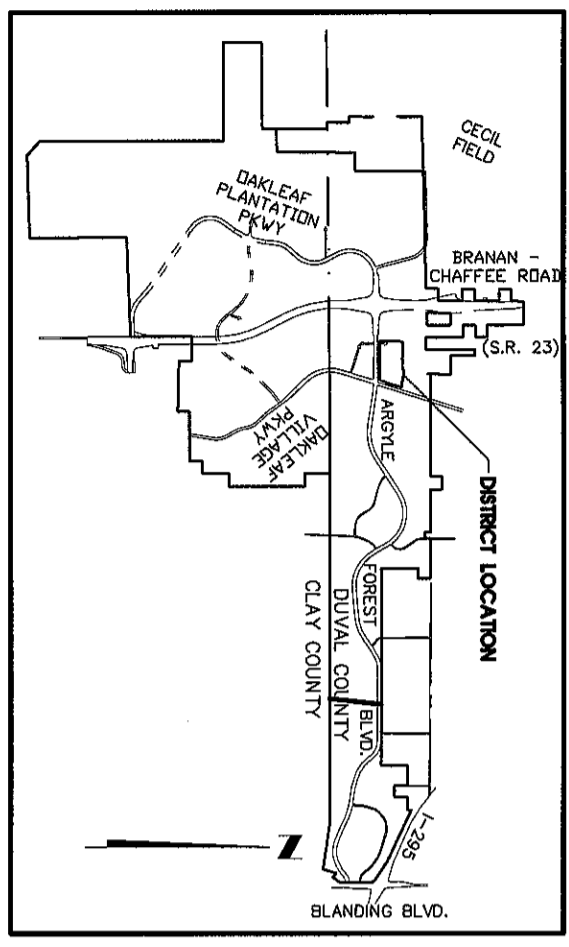 CECIL
FIELD
OAKLEAF
PLANTATION
PKWY
BRANAN -
CHAFFEE ROAD
(S.R. 23)
OAKLEAF
VILLAGE
PKWY
ARGYLE
DISTRICT LOCATION
FOREST
DUVAL COUNTY
CLAY COUNTY
BLVD.
I-295
N
BLANDING BLVD.